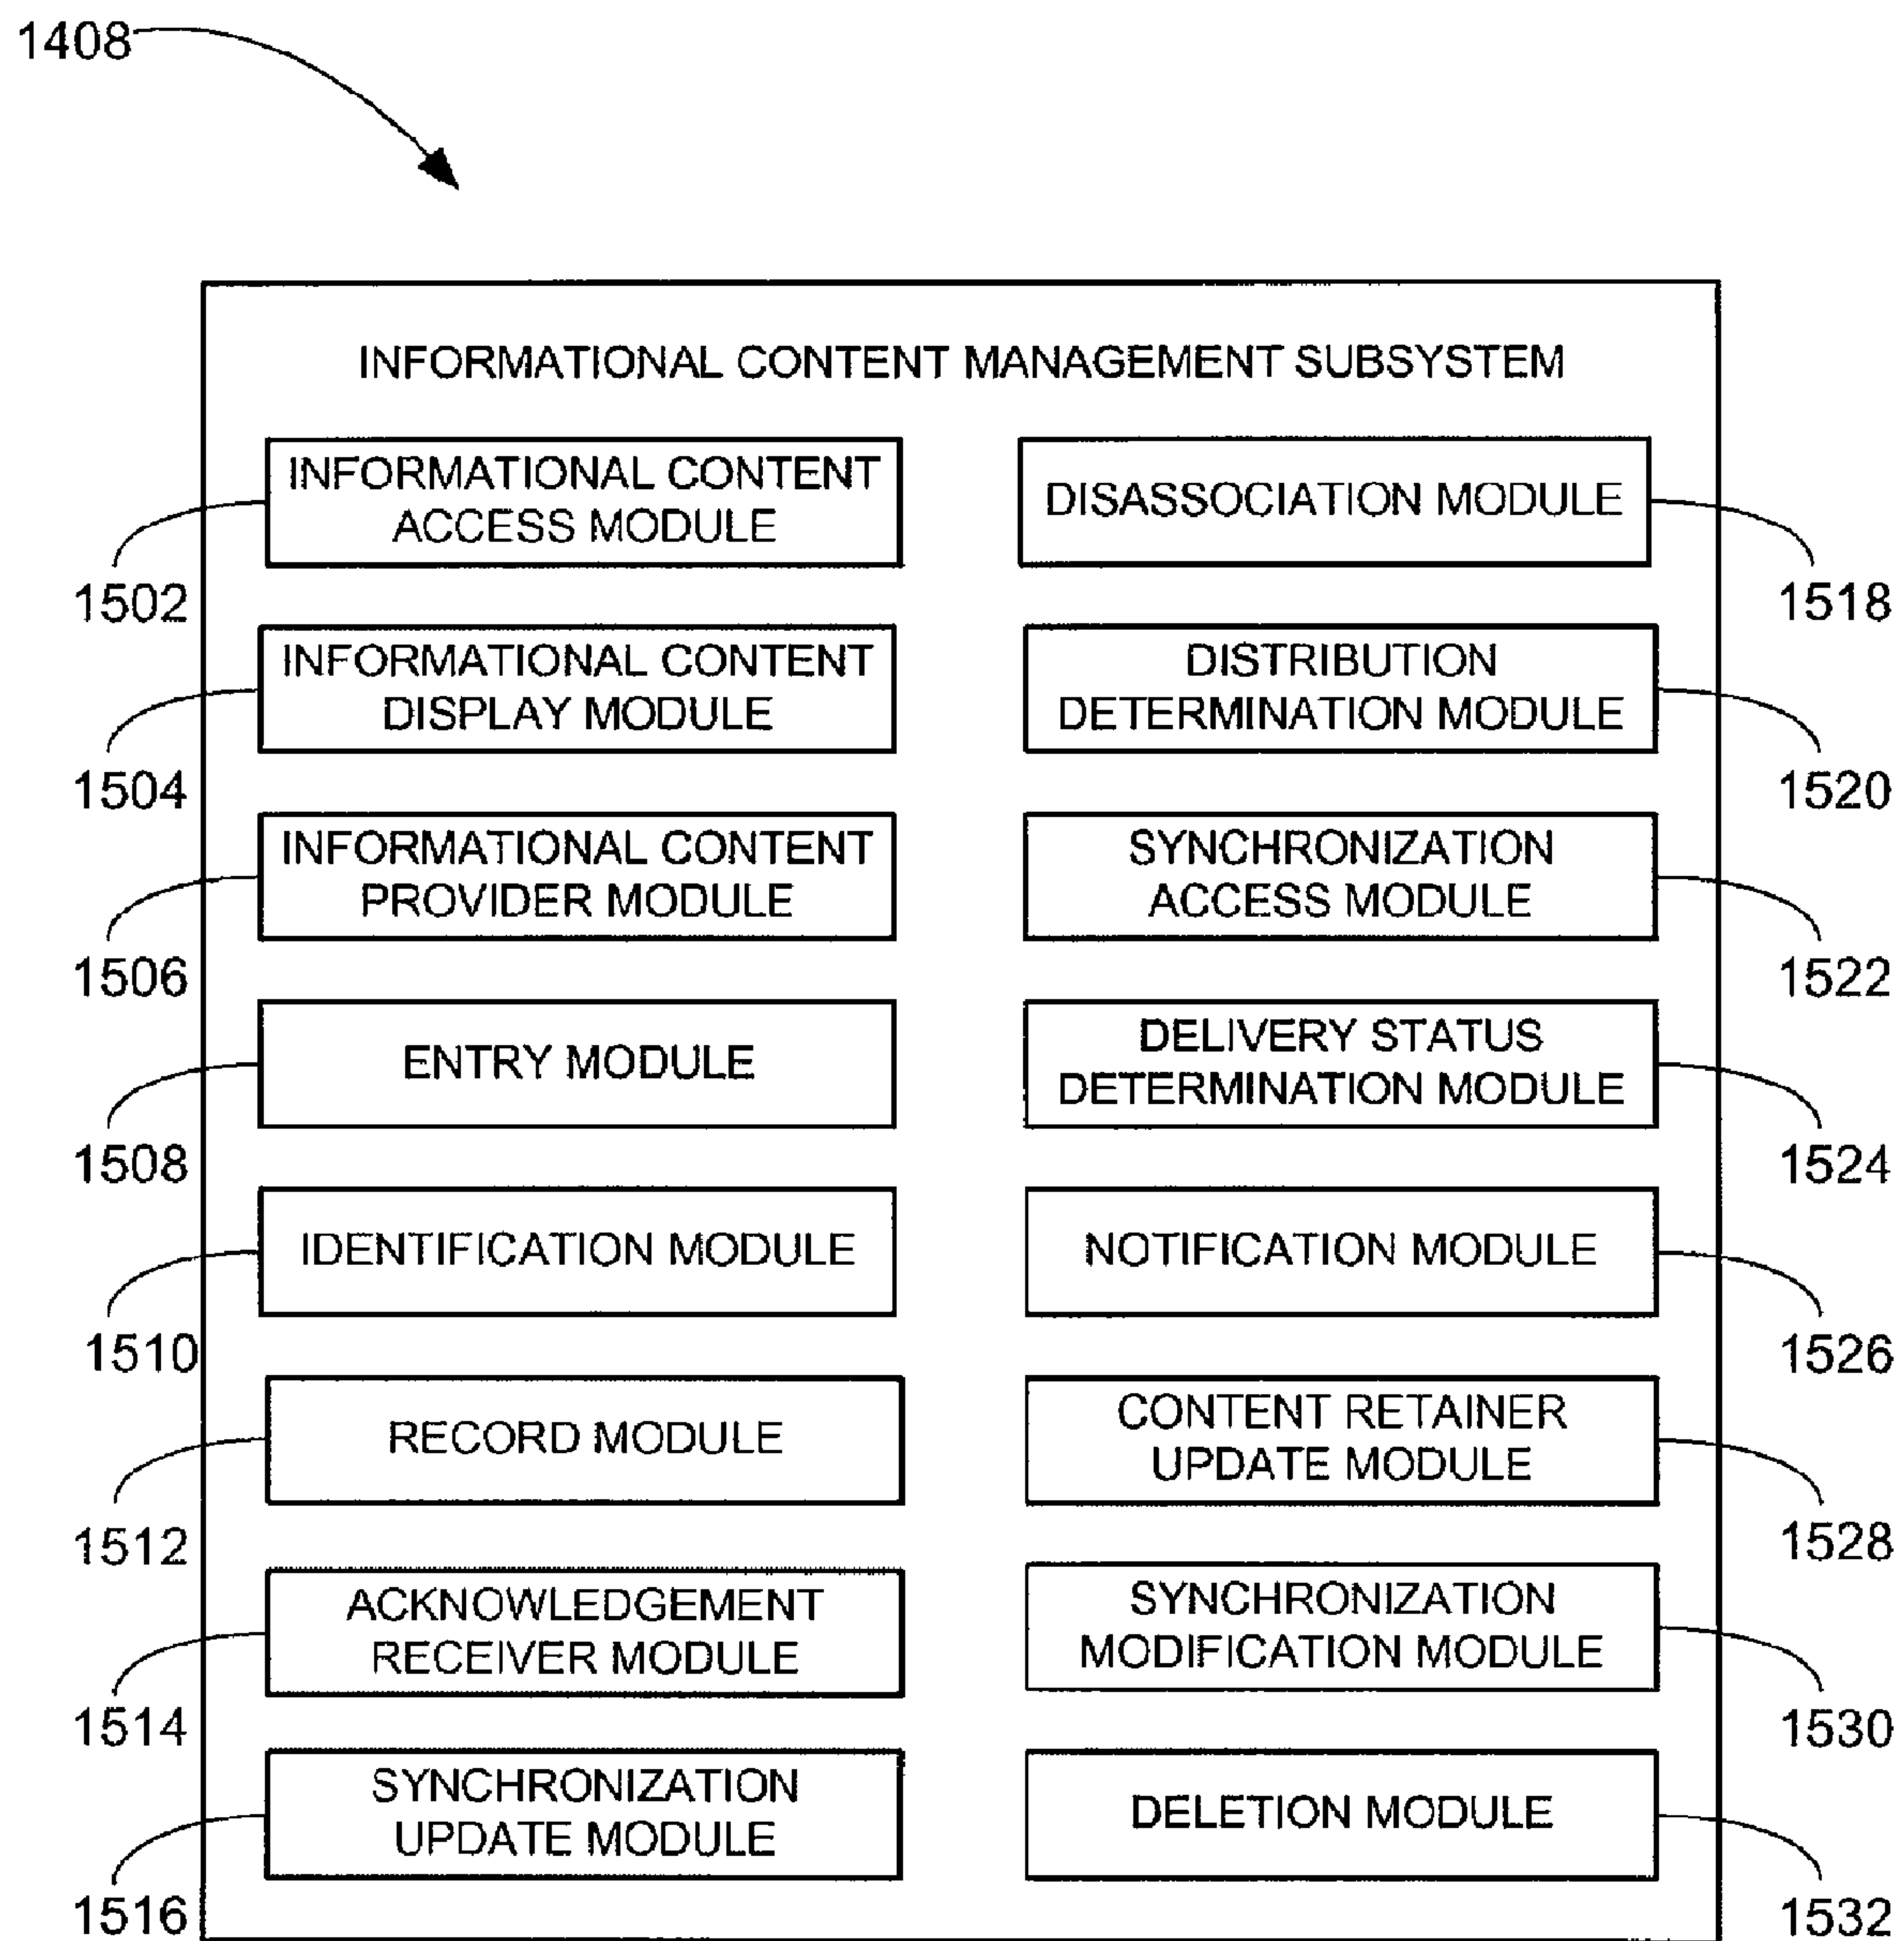 1408
INFORMATIONAL CONTENT MANAGEMENT SUBSYSTEM
INFORMATIONAL CONTENT
ACCESS MODULE
1502
DISASSOCIATION MODULE
1518
INFORMATIONAL CONTENT
DISPLAY MODULE
1504
DISTRIBUTION
DETERMINATION MODULE
1520
INFORMATIONAL CONTENT
PROVIDER MODULE
1506
SYNCHRONIZATION
ACCESS MODULE
1522
ENTRY MODULE
1508
DELIVERY STATUS
DETERMINATION MODULE
1524
IDENTIFICATION MODULE
1510
NOTIFICATION MODULE
1526
RECORD MODULE
1512
CONTENT RETAINER
UPDATE MODULE
1528
ACKNOWLEDGEMENT
RECEIVER MODULE
1514
SYNCHRONIZATION
MODIFICATION MODULE
1530
SYNCHRONIZATION
UPDATE MODULE
1516
DELETION MODULE
1532